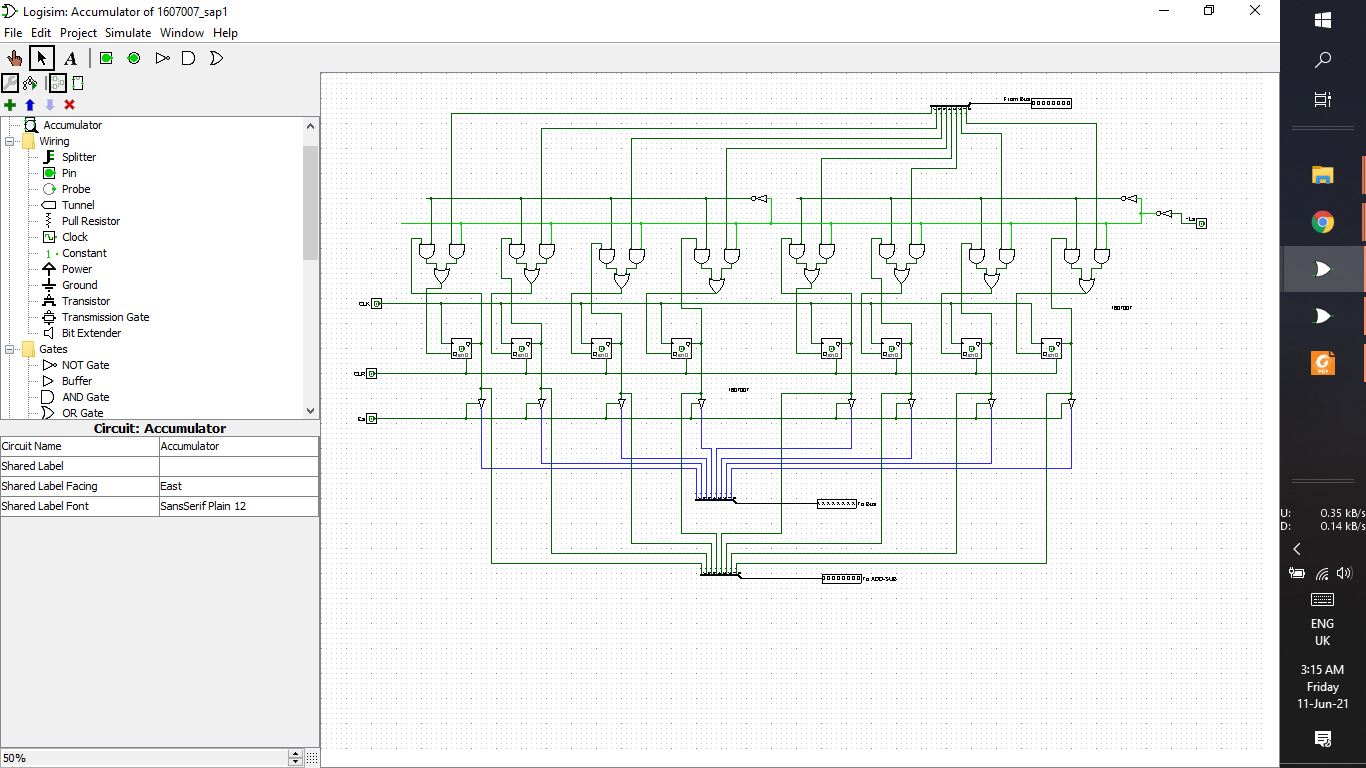 Logisim: Accumulator of 1607007_sap1
File Edit Project Simulate Window Help
A
Accumulator
Wiring
Splitter
Pin
Probe
Tunnel
Pull Resistor
Clock
1 Constant
Power
Ground
Transistor
Transmission Gate
Bit Extender
Gates
NOT Gate
Buffer
AND Gate
OR Gate
Circuit: Accumulator
Circuit Name Accumulator
Shared Label
Shared Label Facing East
Shared Label Font SansSerif Plain 12
50%
From Bus
CLK
1607007
CLR
1607007
To Bus
To ADD-SUB
PDF
U: 0.35 kB/s
D: 0.14 kB/s
ENG
UK
3:15 AM
Friday
11-Jun-21